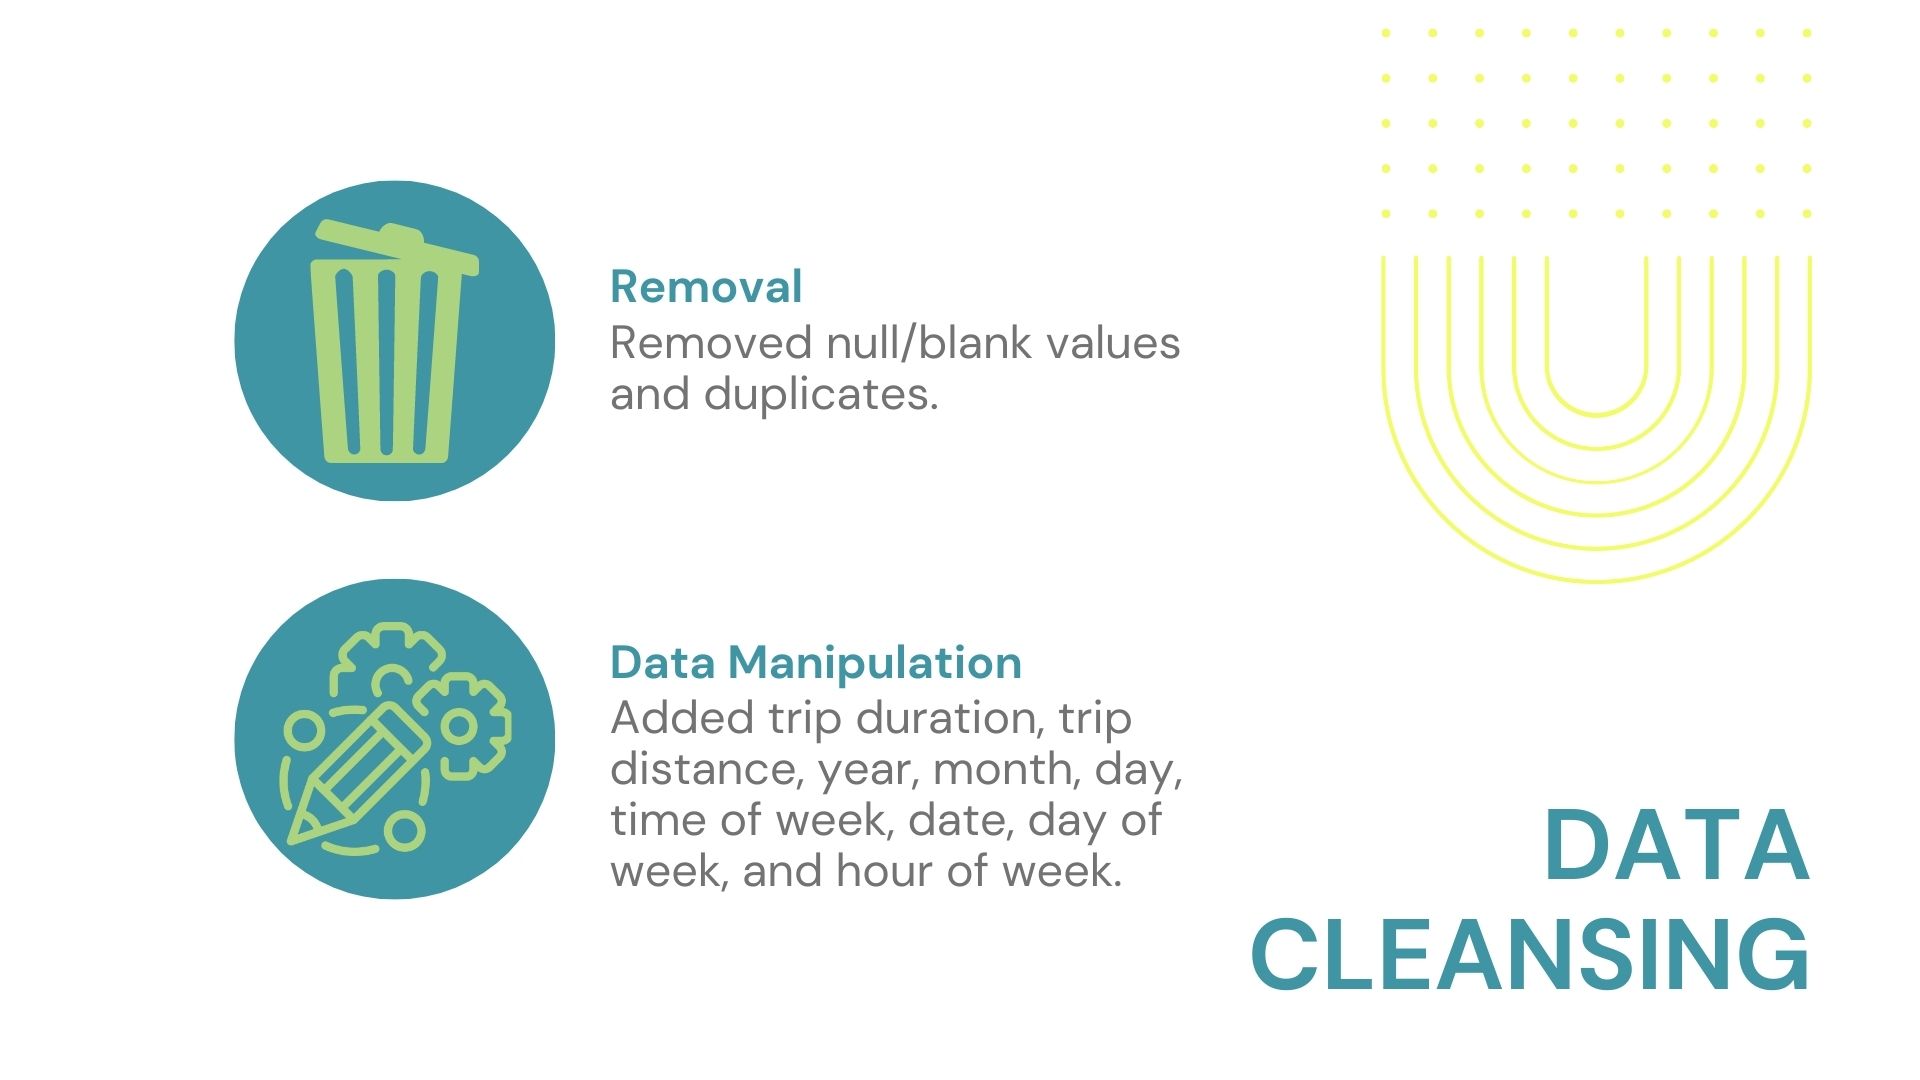 Removal
Removed null/blank values
and duplicates.
Data Manipulation
Added trip duration, trip
distance, year, month, day,
time of week, date, day of
week, and hour of week.
DATA
CLEANSING